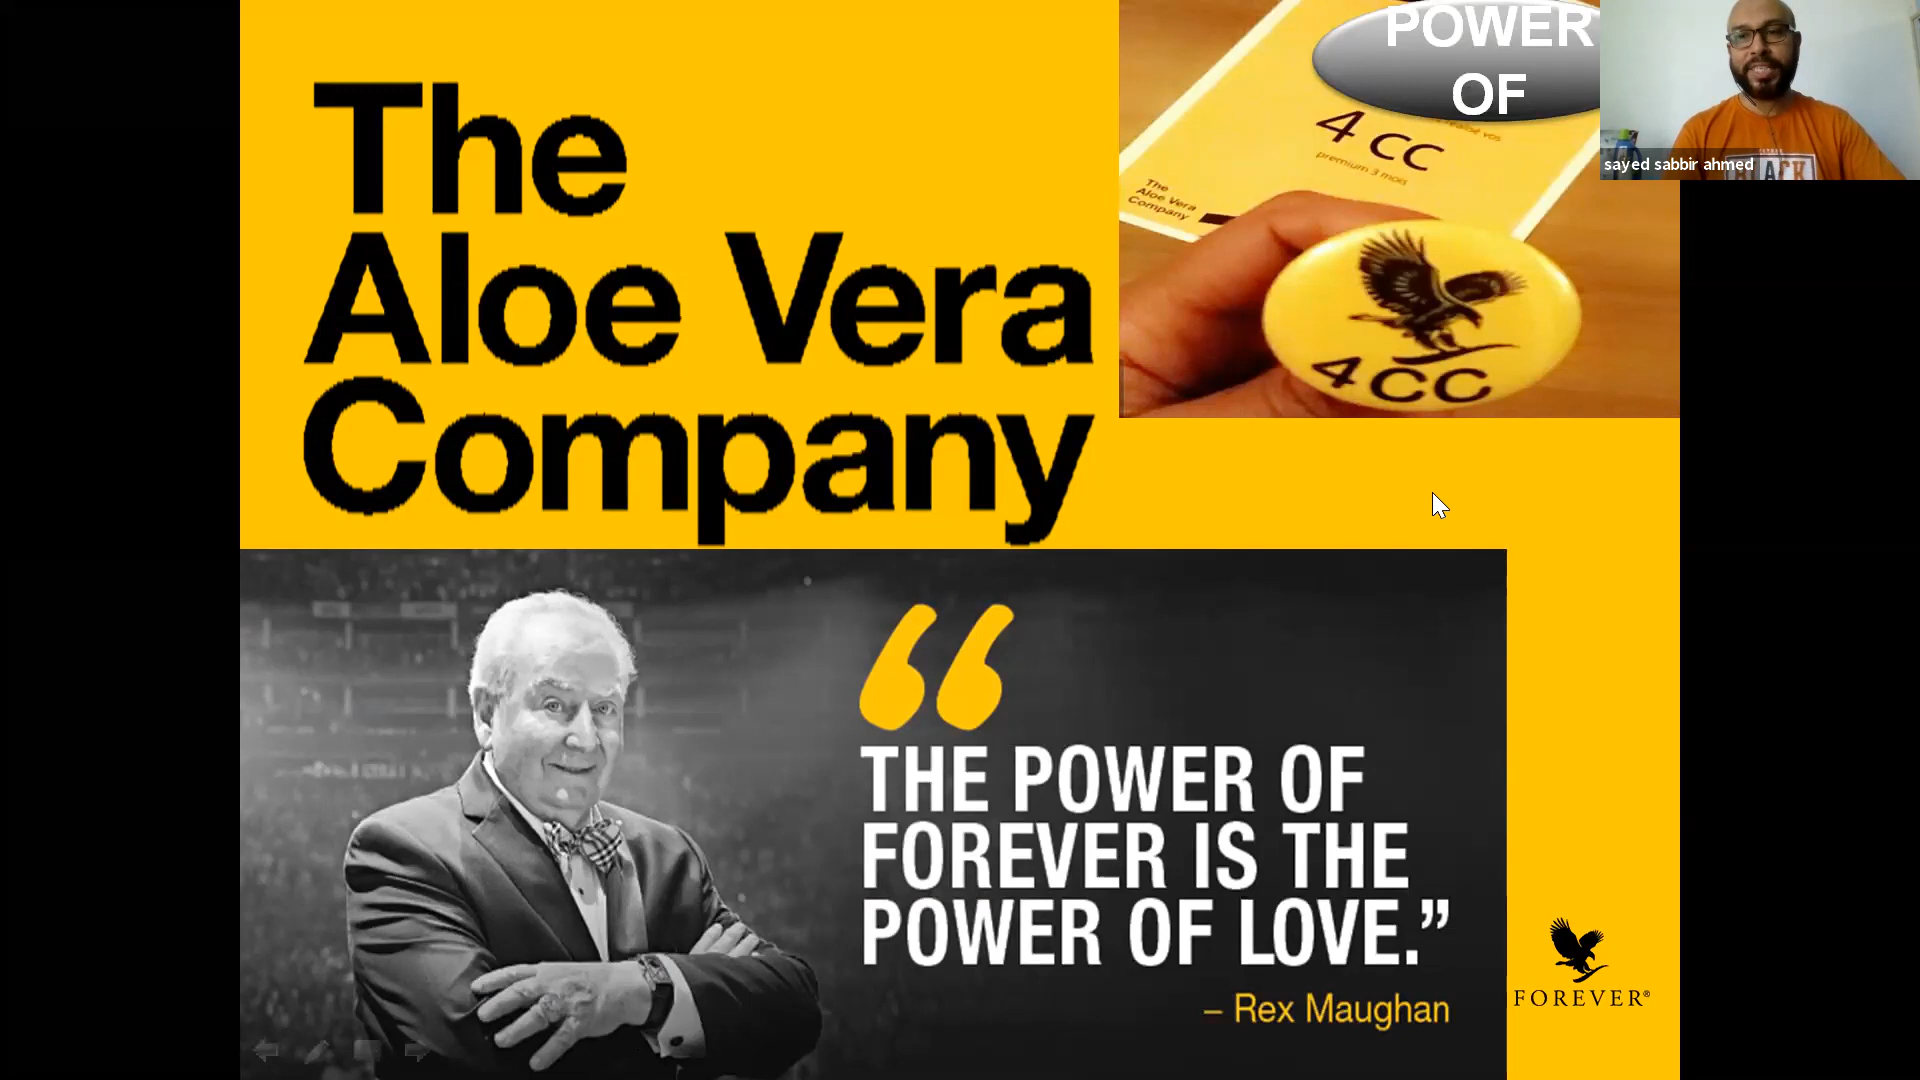 The
Aloe Vera
Company
POWER
OF
4 CC
premium 3 mois
The
Aloe Vera
Company
4CC
sayed sabbir ahmed
“
THE POWER OF
FOREVER IS THE
POWER OF LOVE.”
– Rex Maughan
FOREVER®